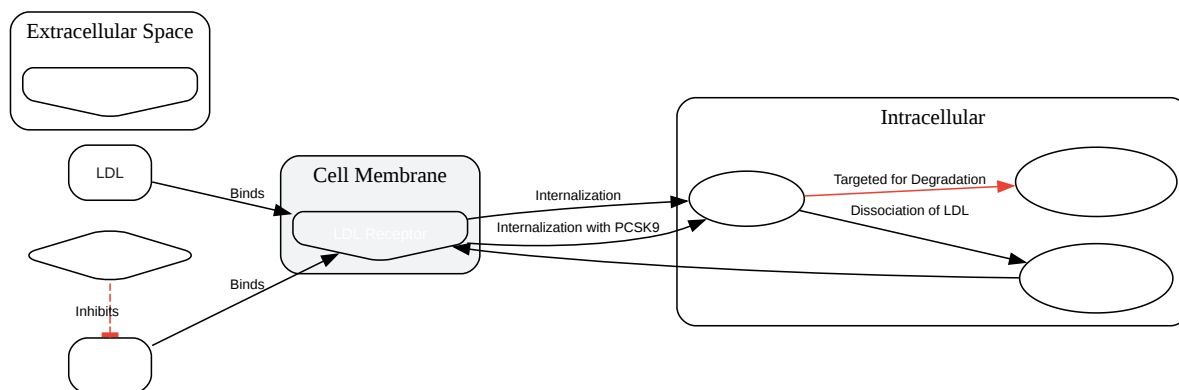 Extracellular Space
LDL
Binds
Inhibits
Binds
Cell Membrane
LDL Receptor
Internalization
Internalization with PCSK9
Intracellular
Targeted for Degradation
Dissociation of LDL